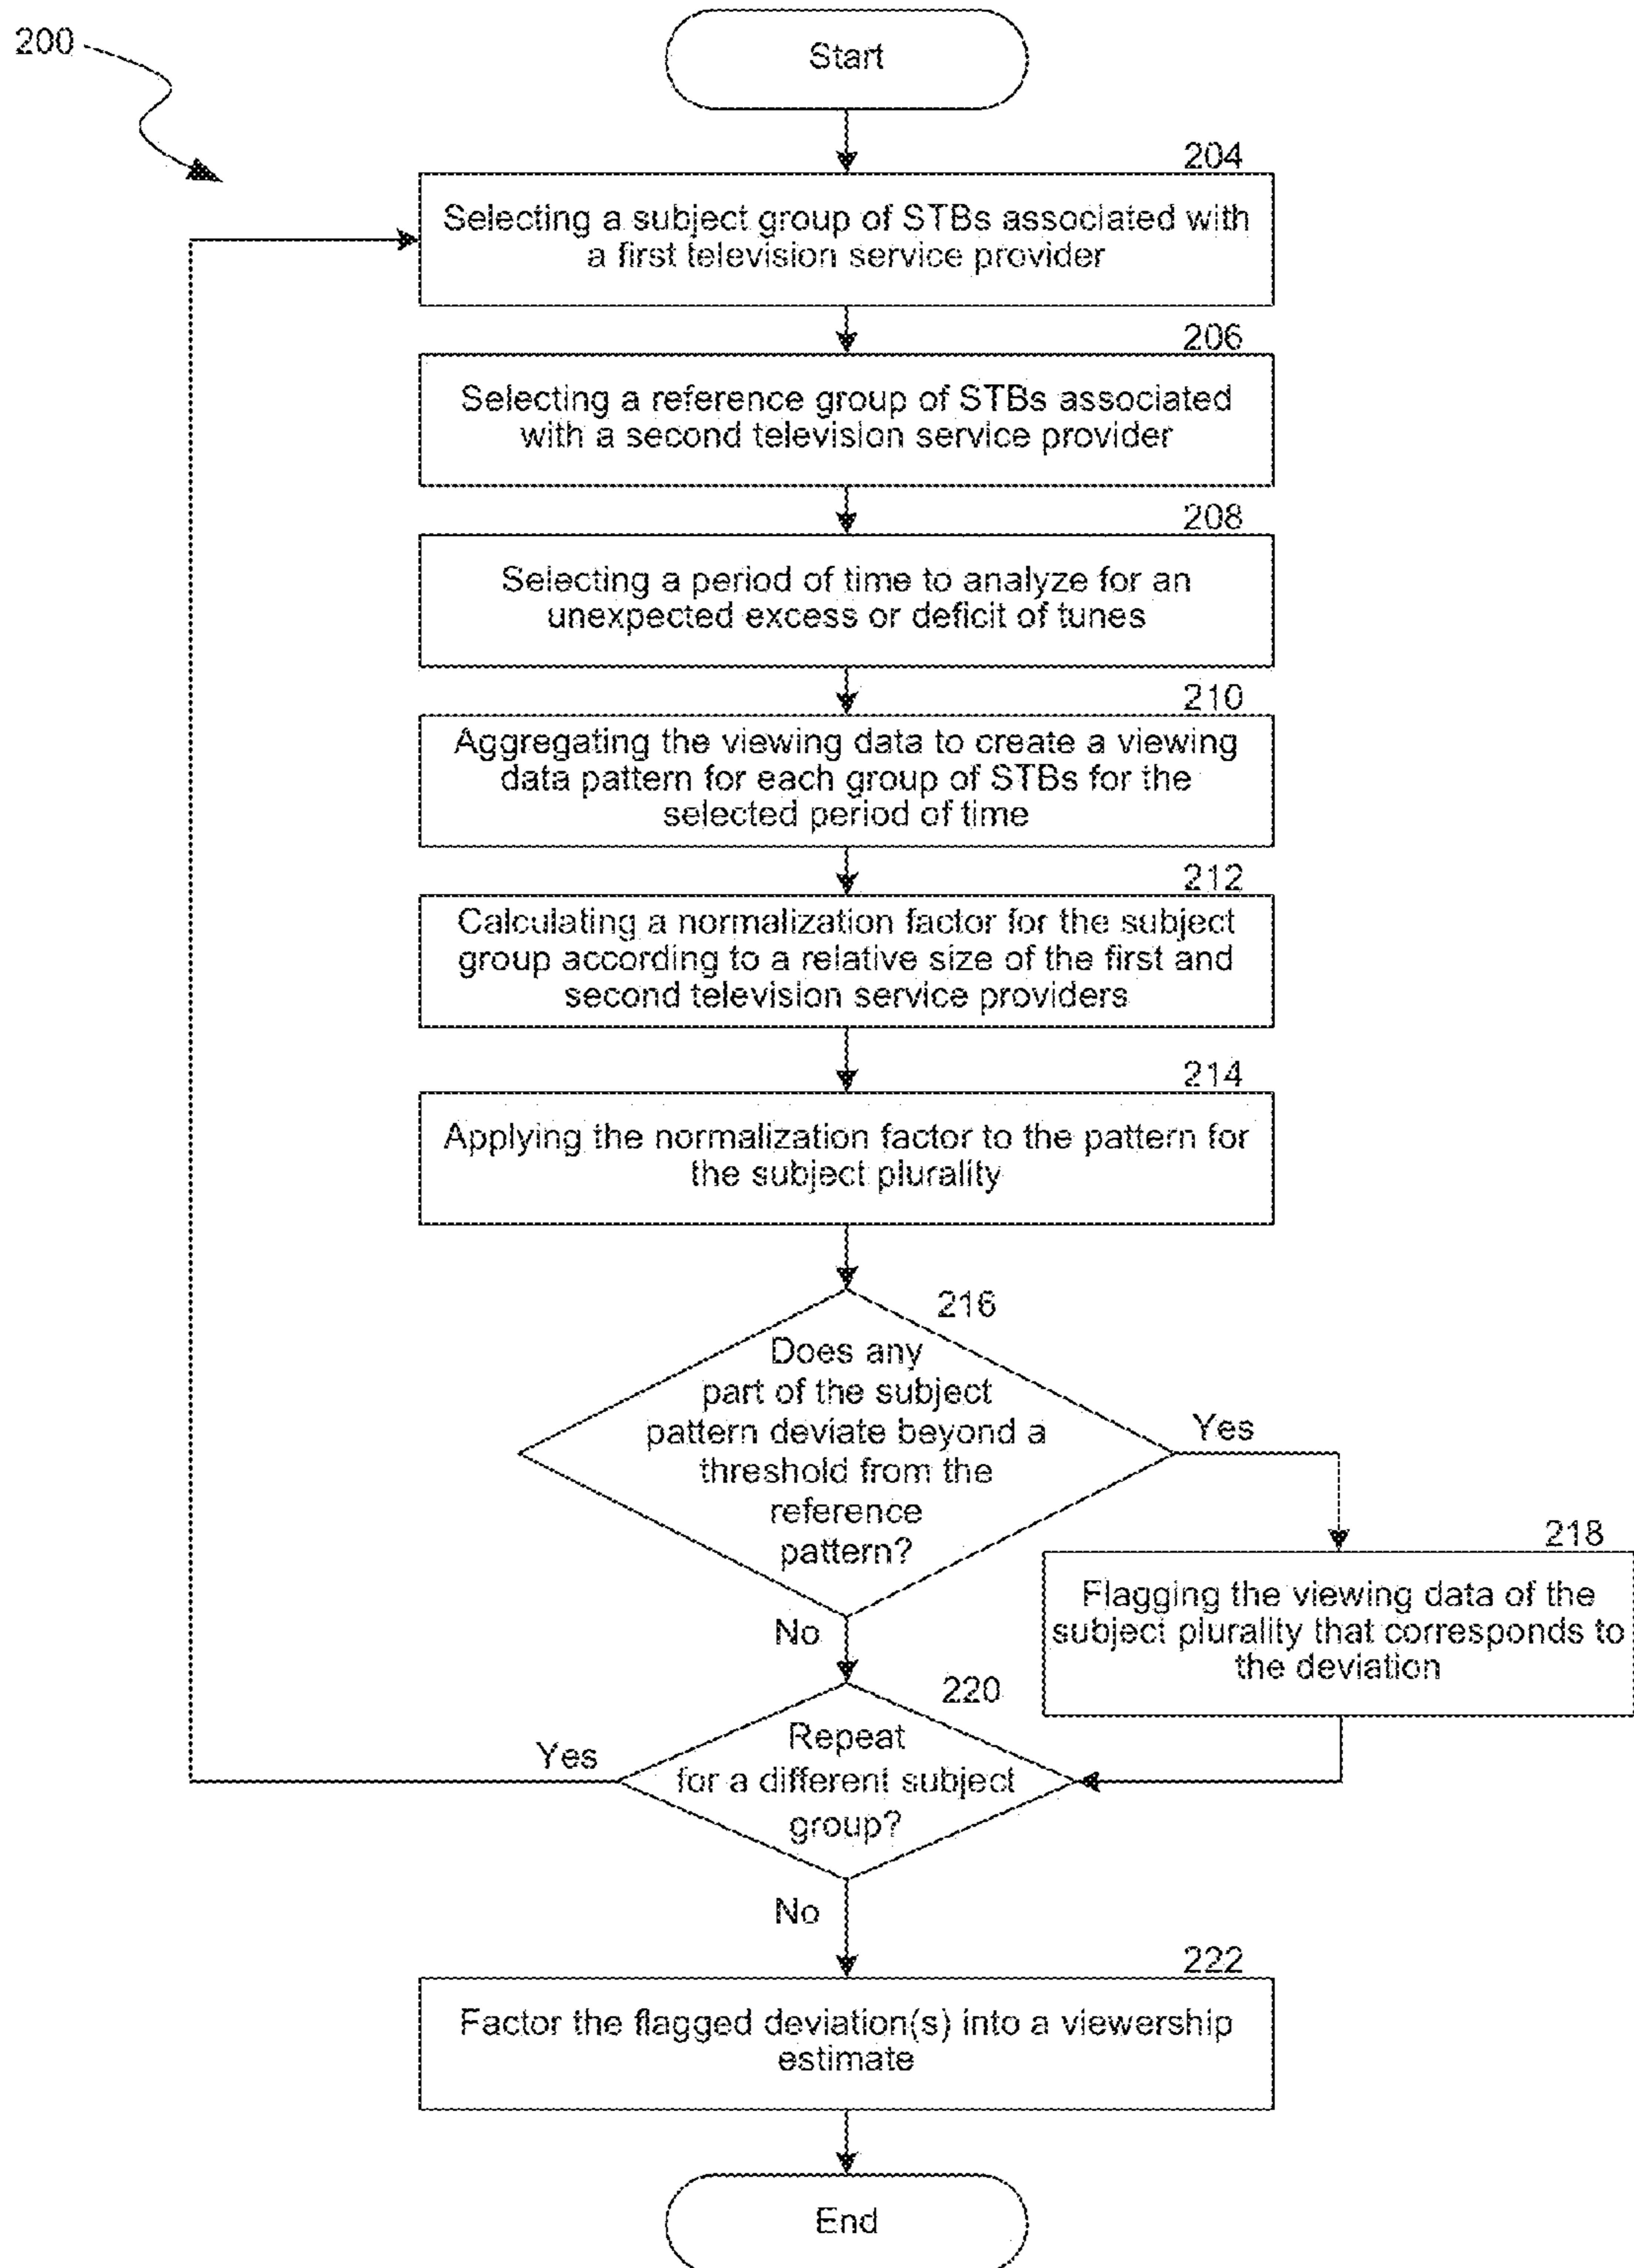 200
Start
204
Selecting a subject group of STBs associated with
a first television service provider
206
Selecting a reference group of STBs associated
with a second television service provider
208
Selecting a period of time to analyze for an
unexpected excess or deficit of tunes
210
Aggregating the viewing data to create a viewing
data pattern for each group of STBs for the
selected period of time
212
Calculating a normalization factor for the subject
group according to a relative size of the first and
second television service providers
214
Applying the normalization factor to the pattern for
the subject plurality
216
Does any
part of the subject
pattern deviate beyond a
threshold from the
reference
pattern?
Yes
218
Flagging the viewing data of the
subject plurality that corresponds to
the deviation
No
220
Repeat
for a different subject
group?
Yes
No
222
Factor the flagged deviation(s) into a viewership
estimate
End